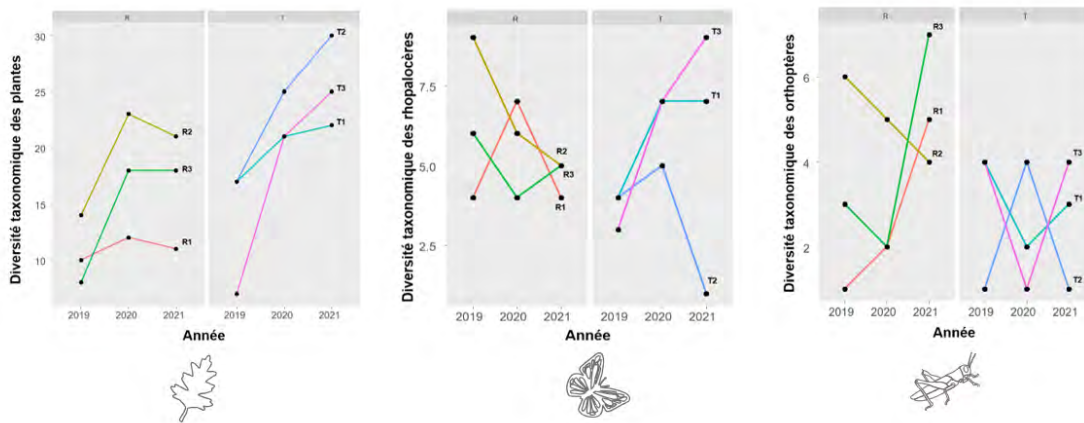 R T
Diversité taxonomique des plantes
30
25
20
15
10
T2
T3
T1
R2
R3
R1
2019 2020 2021 2019 2020 2021
Année
R T
Diversité taxonomique des rhopalocères
7.5
5.0
2.5
T3
T1
R2
R3
R1
T2
2019 2020 2021 2019 2020 2021
Année
R T
Diversité taxonomique des orthoptères
6
4
2
R3
R1
R2
T3
T1
T2
2019 2020 2021 2019 2020 2021
Année